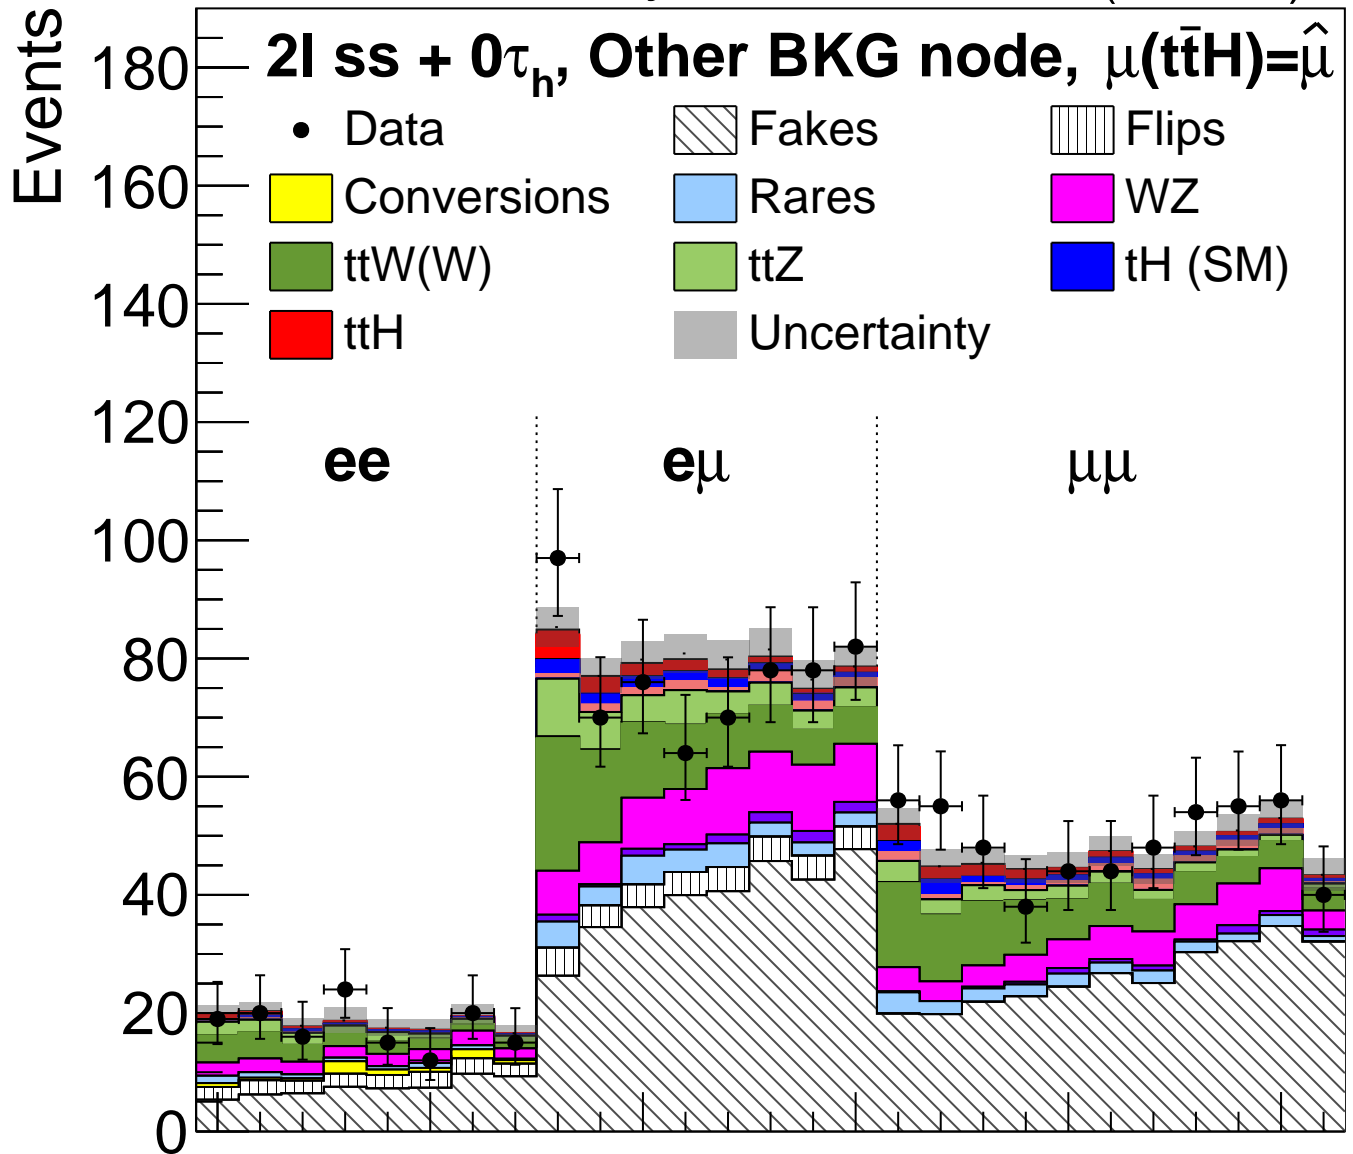 2l ss + 0τh, Other BKG node, μ(tt̄H)=μ̂
Data Fakes Flips
Conversions Rares WZ
ttW(W) ttZ tH (SM)
ttH Uncertainty
Events
180
160
140
120
100
80
60
40
20
0
ee eμ μμ